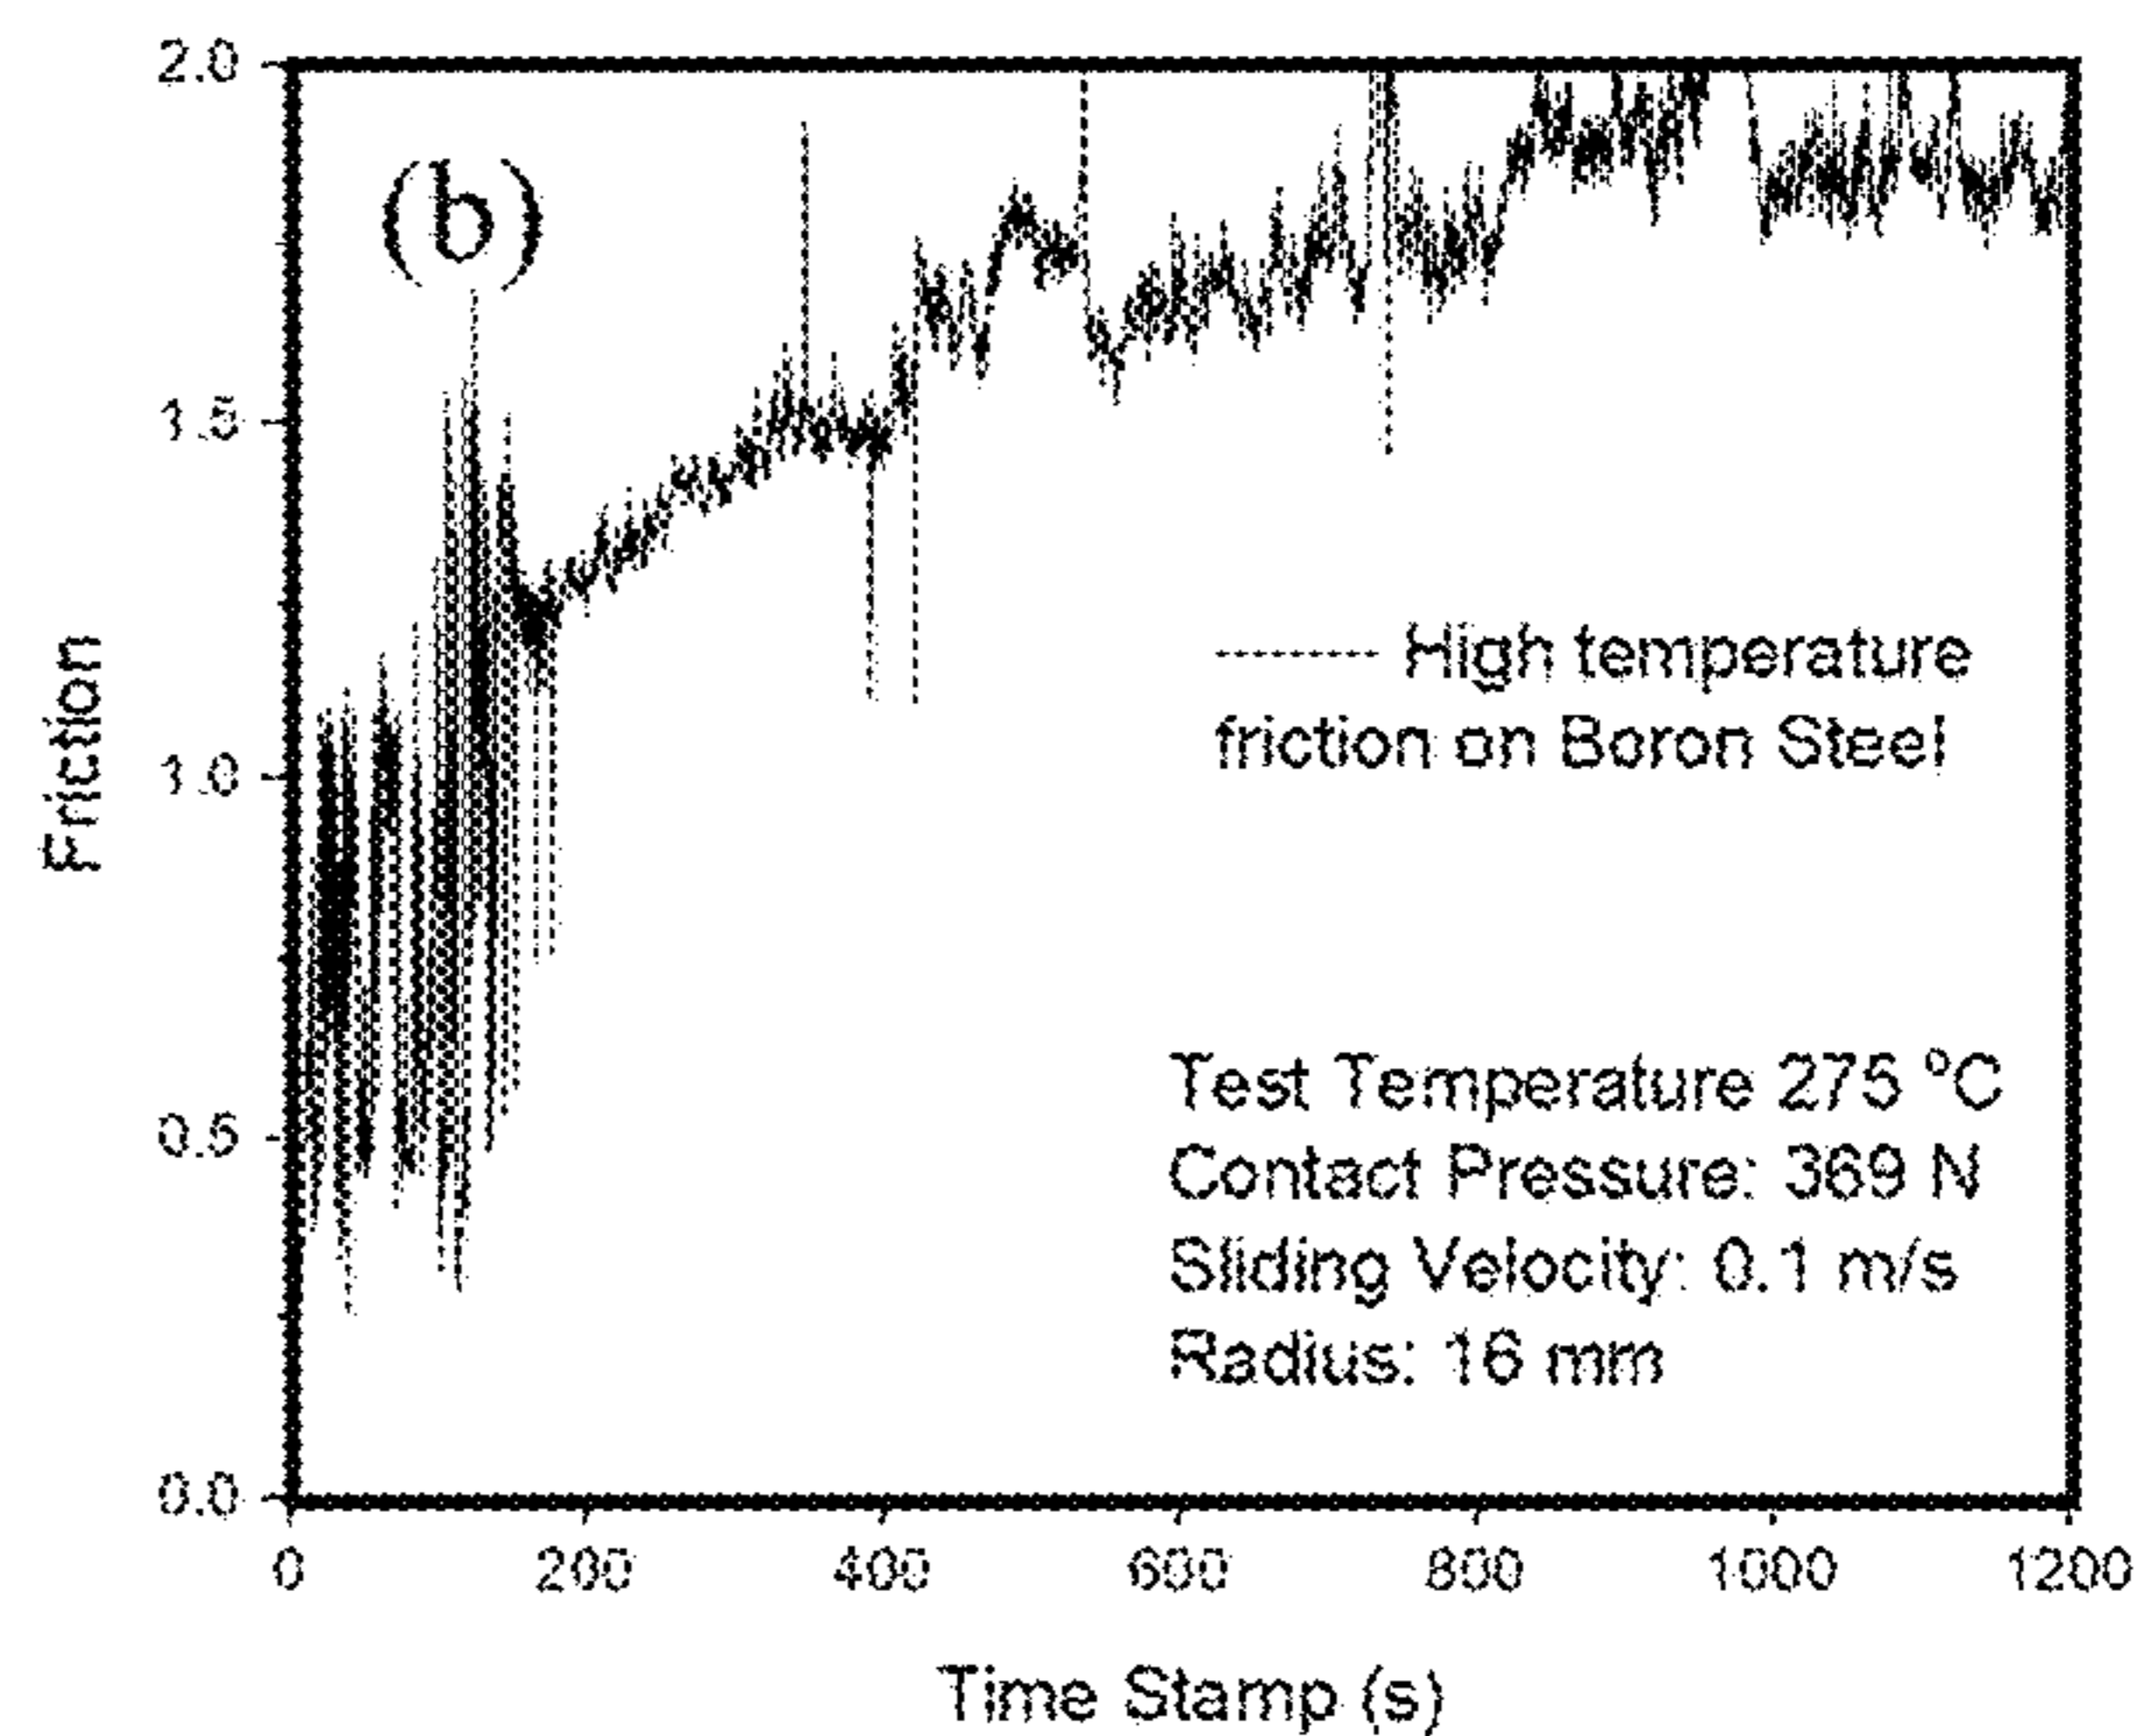 2.0
(b)
1.5
1.0
0.5
0.0
Friction
High temperature
friction on Boron Steel
Test Temperature 275 ºC
Contact Pressure: 369 N
Sliding Velocity: 0.1 m/s
Radius: 16 mm
0 200 400 600 800 1000 1200
Time Stamp (s)